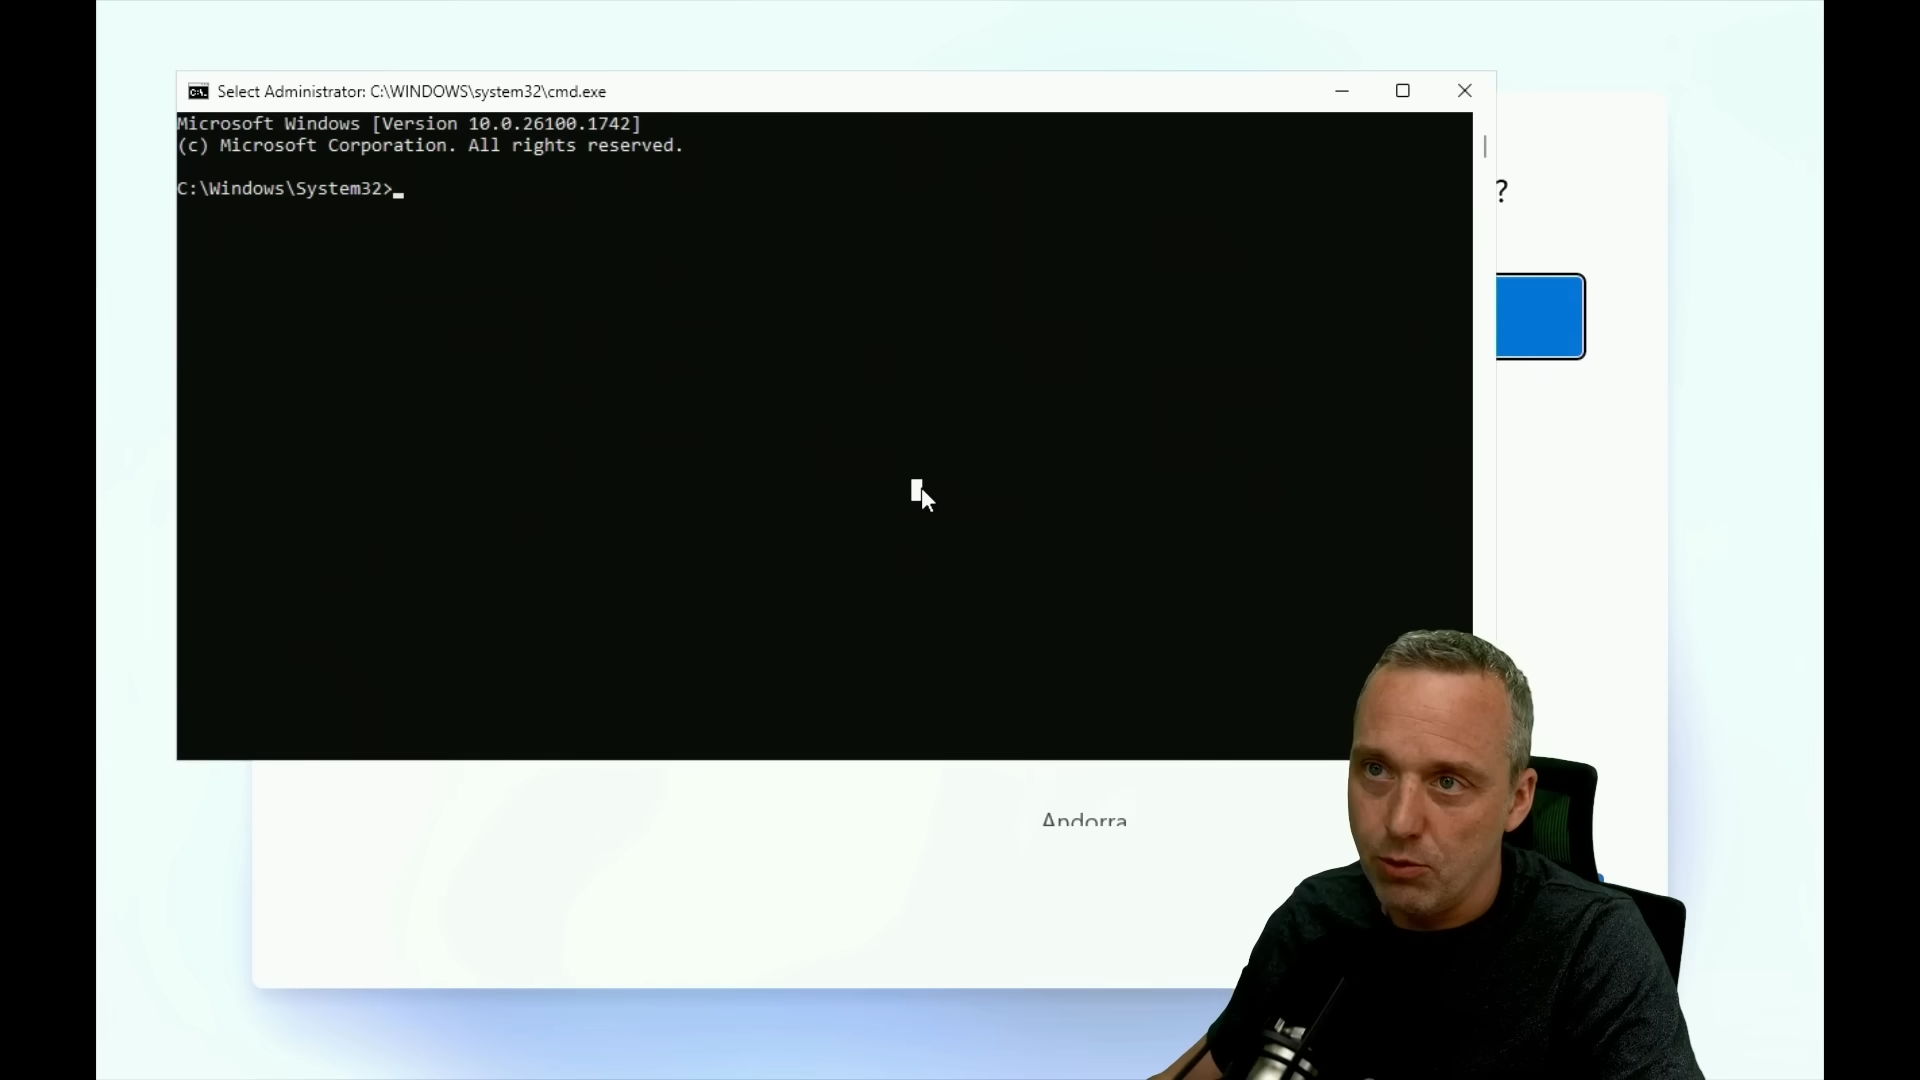 Select Administrator: C:\WINDOWS\system32\cmd.exe
Microsoft Windows [Version 10.0.26100.1742]
(c) Microsoft Corporation. All rights reserved.
C:\Windows\System32>
?
Andorra